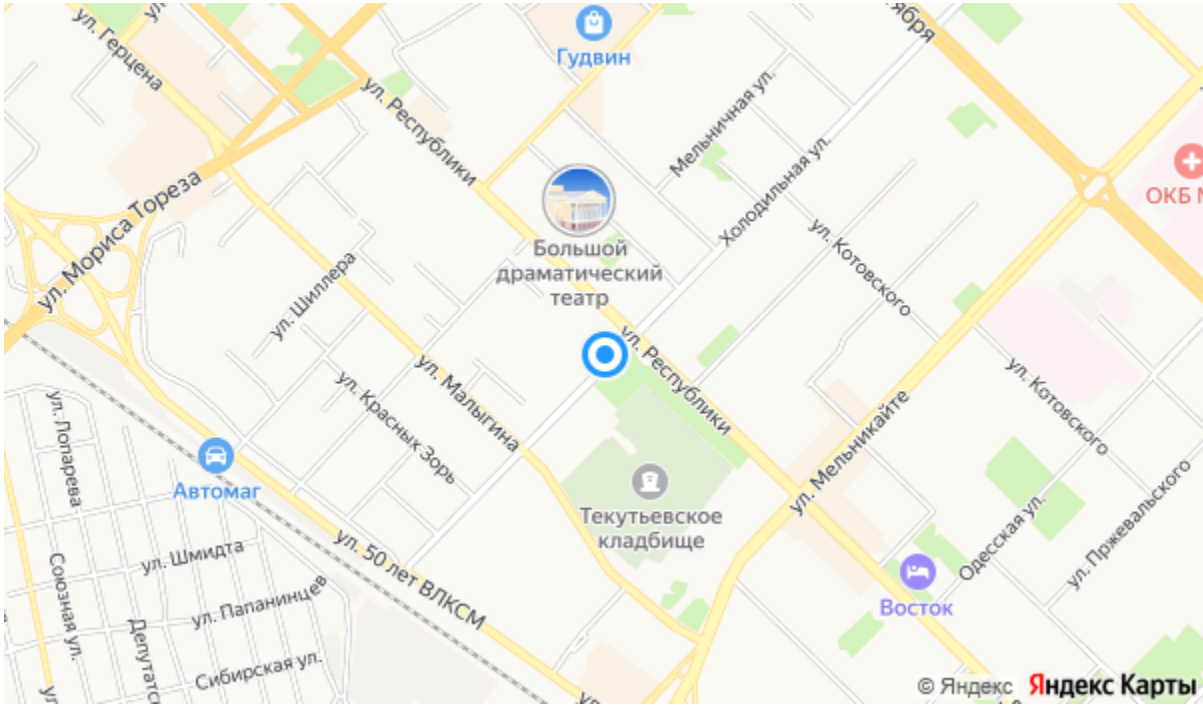 ул. Герцена
Гудвин
ул. Республики
Мельничная ул.
Холодильная ул.
ОКБ
ул. Мориса Тореза
Большой
драматический
театр
ул. Шиллера
ул. Котовского
ул. Малыгина
ул. Республики
ул. Красных Зорь
ул. Котовского
ул. Мельникайте
ул. Лопарева
Автомаг
Текутьевское
кладбище
ул. Пржевальского
Одесская ул.
ул. Шмидта
ул. 50 лет ВЛКСМ
Союзная ул.
ул. Папанинцев
Восток
Сибирская ул.
© Яндекс Яндекс Карты